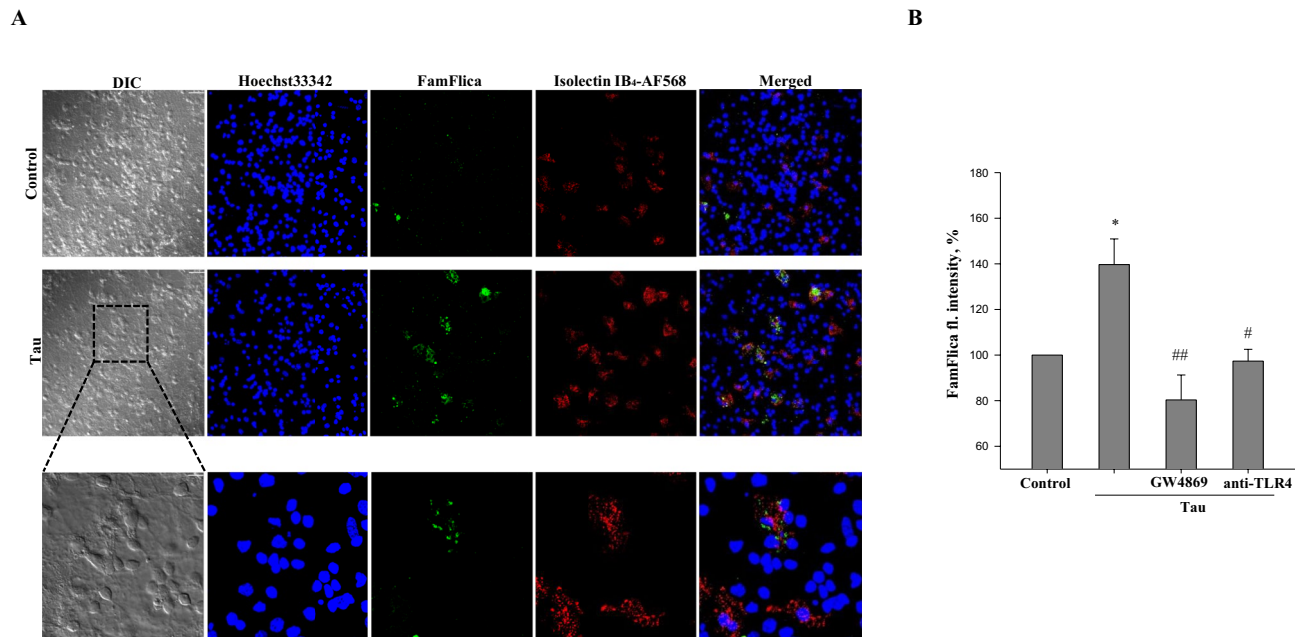 A
B
DIC
Hoechst33342
FamFlica
Isolectin IB₄-AF568
Merged
Control
Tau
FamFlica fl. intensity, %
180
160
140
120
100
80
60
*
##
#
Control
GW4869
anti-TLR4
Tau